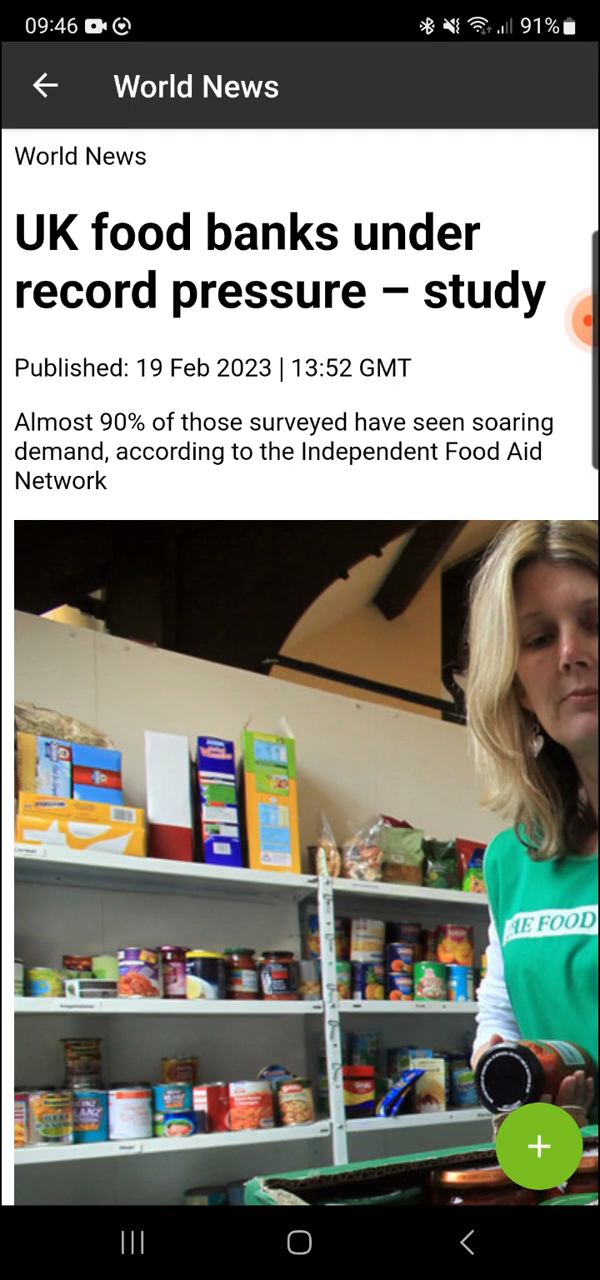 09:46
91%
World News
World News
UK food banks under
record pressure – study
Published: 19 Feb 2023 | 13:52 GMT
Almost 90% of those surveyed have seen soaring
demand, according to the Independent Food Aid
Network
THE FOOD
HEINZ